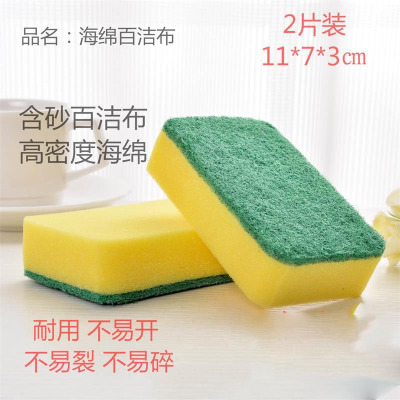 品名：海绵百洁布
2片装
11*7*3cm
含砂百洁布
高密度海绵
耐用 不易开
不易裂 不易碎